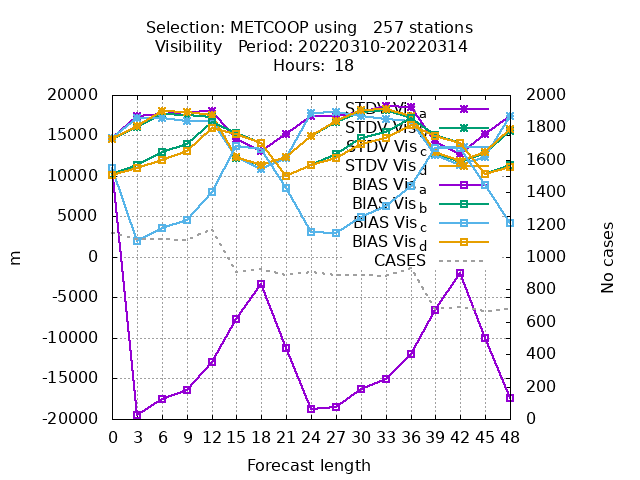 Selection: METCOOP using 257 stations
Visibility Period: 20220310-20220314
Hours: 18
20000
15000
10000
5000
0
-5000
-10000
-15000
-20000
2000
1800
1600
1400
1200
1000
800
600
400
200
0
m
No cases
STDV Vis a
STDV Vis b
STDV Vis c
STDV Vis d
BIAS Vis a
BIAS Vis b
BIAS Vis c
BIAS Vis d
CASES
0 3 6 9 12 15 18 21 24 27 30 33 36 39 42 45 48
Forecast length